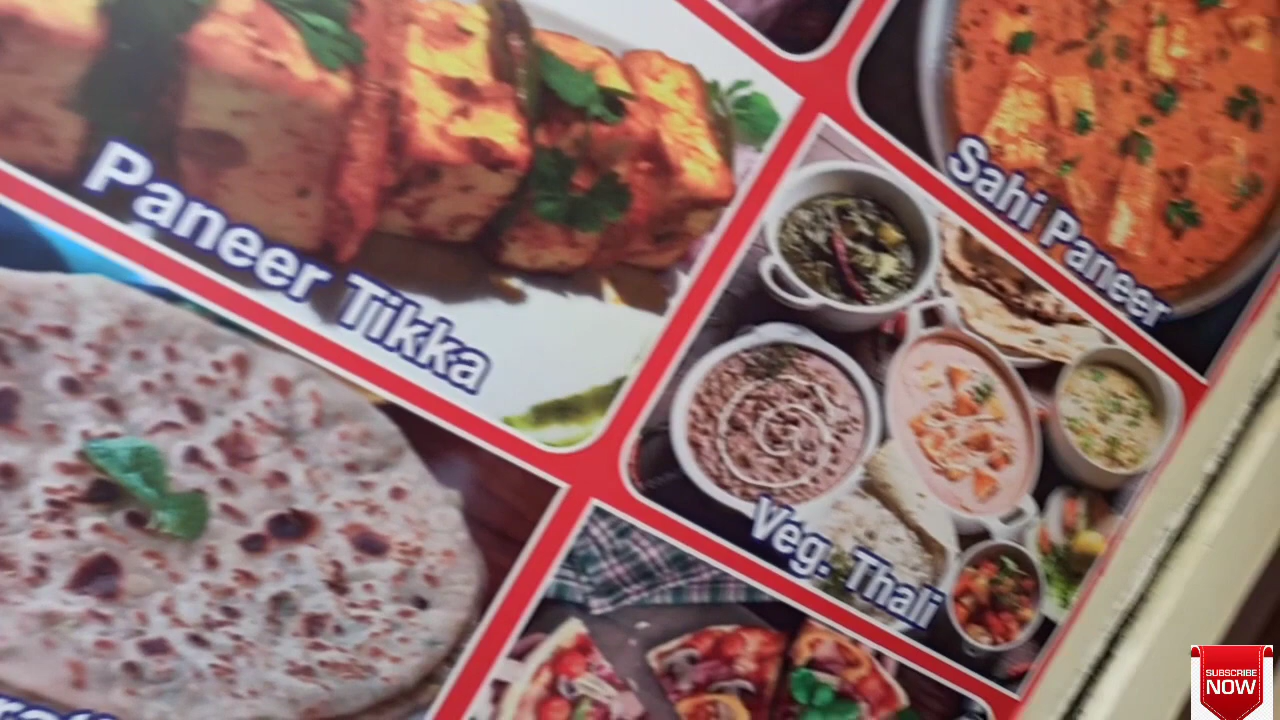 Paneer Tikka
Sahi Paneer
Veg. Thali
SUBSCRIBE
NOW